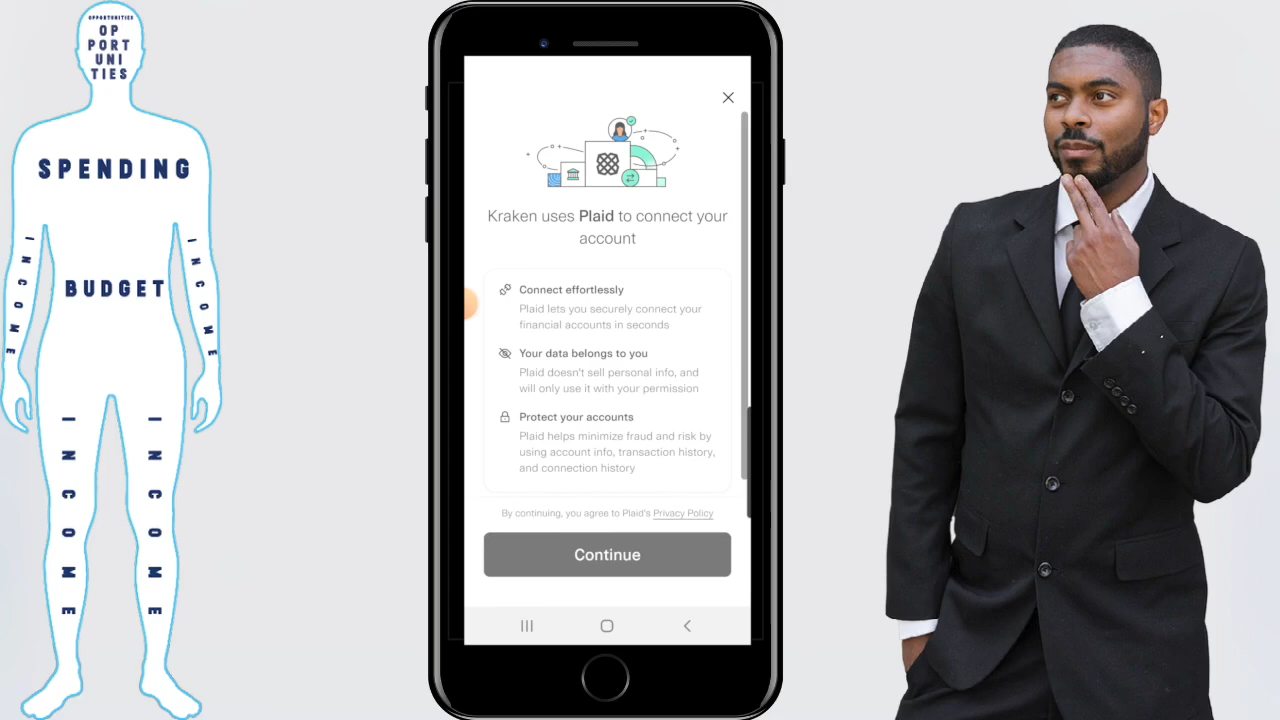 OPPORTUNITIES
OP
PORT
UNI
TIES
SPENDING
INCOME
INCOME
BUDGET
INCOME
INCOME
Kraken uses Plaid to connect your
account
Connect effortlessly
Plaid lets you securely connect your
financial accounts in seconds
Your data belongs to you
Plaid doesn't sell personal info, and
will only use it with your permission
Protect your accounts
Plaid helps minimize fraud and risk by
using account info, transaction history,
and connection history
By continuing, you agree to Plaid's Privacy Policy
Continue